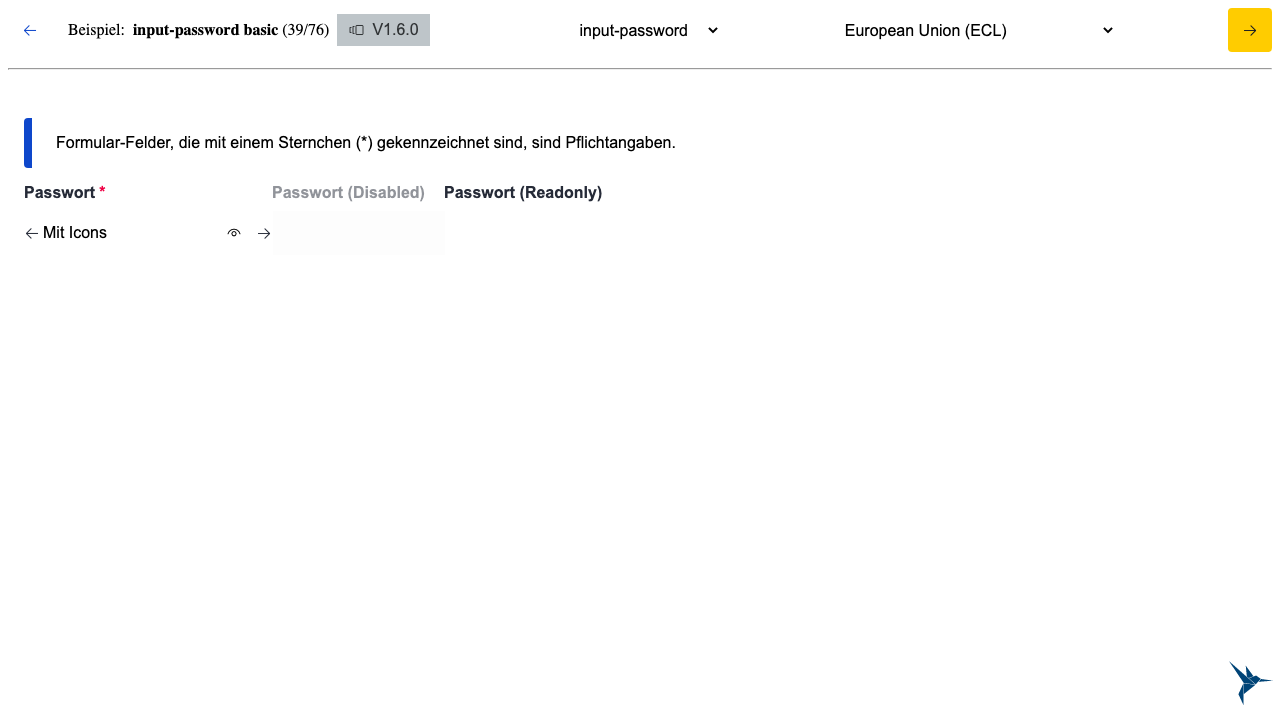 Beispiel: input-password basic (39/76) V1.6.0 input-password European Union (ECL)
Formular-Felder, die mit einem Sternchen (*) gekennzeichnet sind, sind Pflichtangaben.
Passwort * Passwort (Disabled) Passwort (Readonly)
Mit Icons